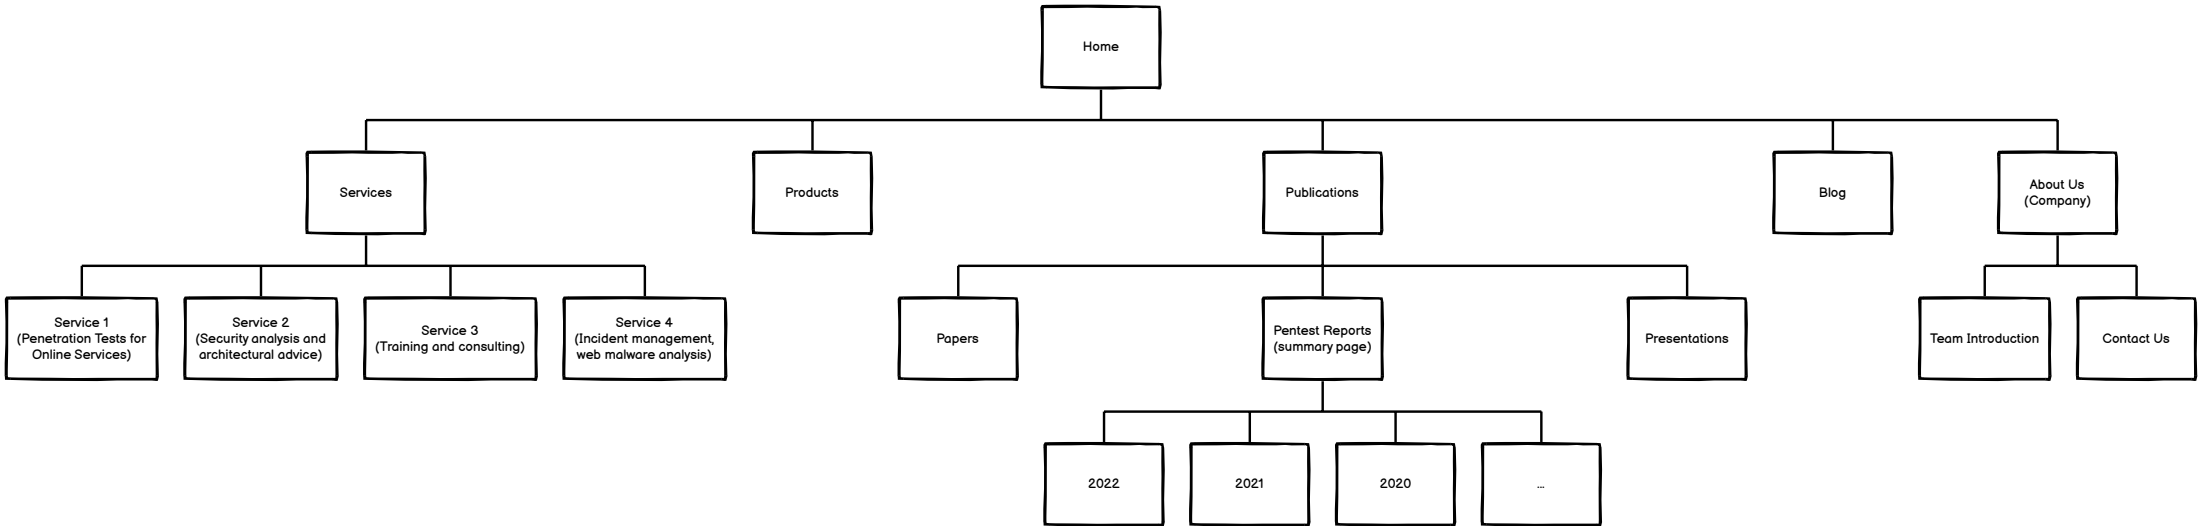 Home
Services
Products
Publications
Blog
About Us
(Company)
Service 1
(Penetration Tests for
Online Services)
Service 2
(Security analysis and
architectural advice)
Service 3
(Training and consulting)
Service 4
(Incident management,
web malware analysis)
Papers
Pentest Reports
(summary page)
Presentations
Team Introduction
Contact Us
2022
2021
2020
...